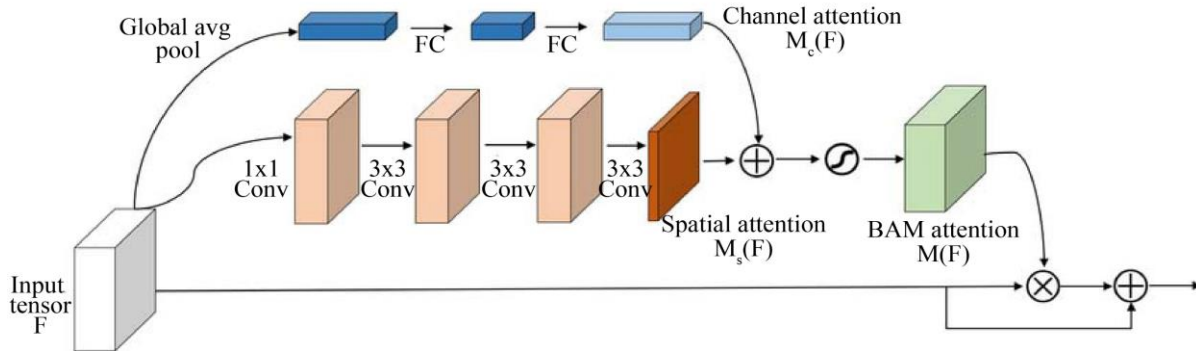 Global avg
pool
FC
FC
Channel attention
M_c(F)
1x1
Conv
3x3
Conv
3x3
Conv
3x3
Conv
Spatial attention
M_s(F)
BAM attention
M(F)
Input
tensor
F